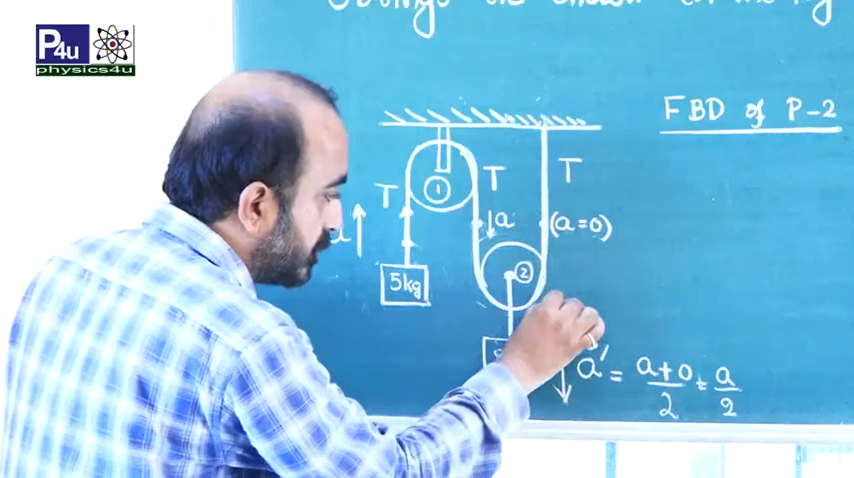 P4u
physics4u
FBD of P-2
1
T
T
T
a
↓a
(a=0)
5kg
2
a' = a+0/2 = a/2